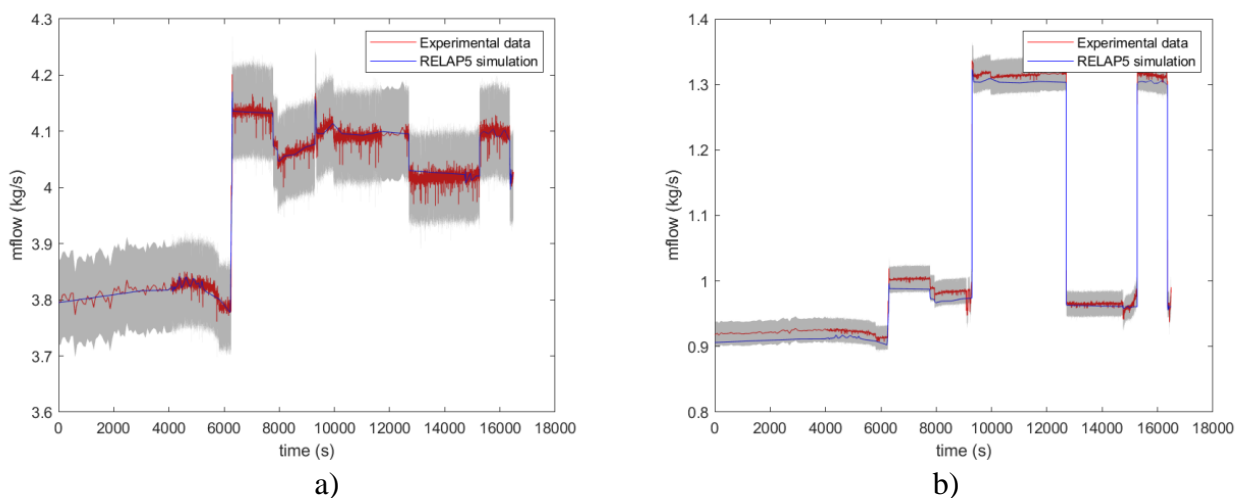 4.3
4.2
4.1
4
3.9
3.8
3.7
3.6
mflow (kg/s)
0 2000 4000 6000 8000 10000 12000 14000 16000 18000
time (s)
Experimental data
RELAP5 simulation
a)
1.4
1.3
1.2
1.1
1
0.9
0.8
mflow (kg/s)
0 2000 4000 6000 8000 10000 12000 14000 16000 18000
time (s)
Experimental data
RELAP5 simulation
b)